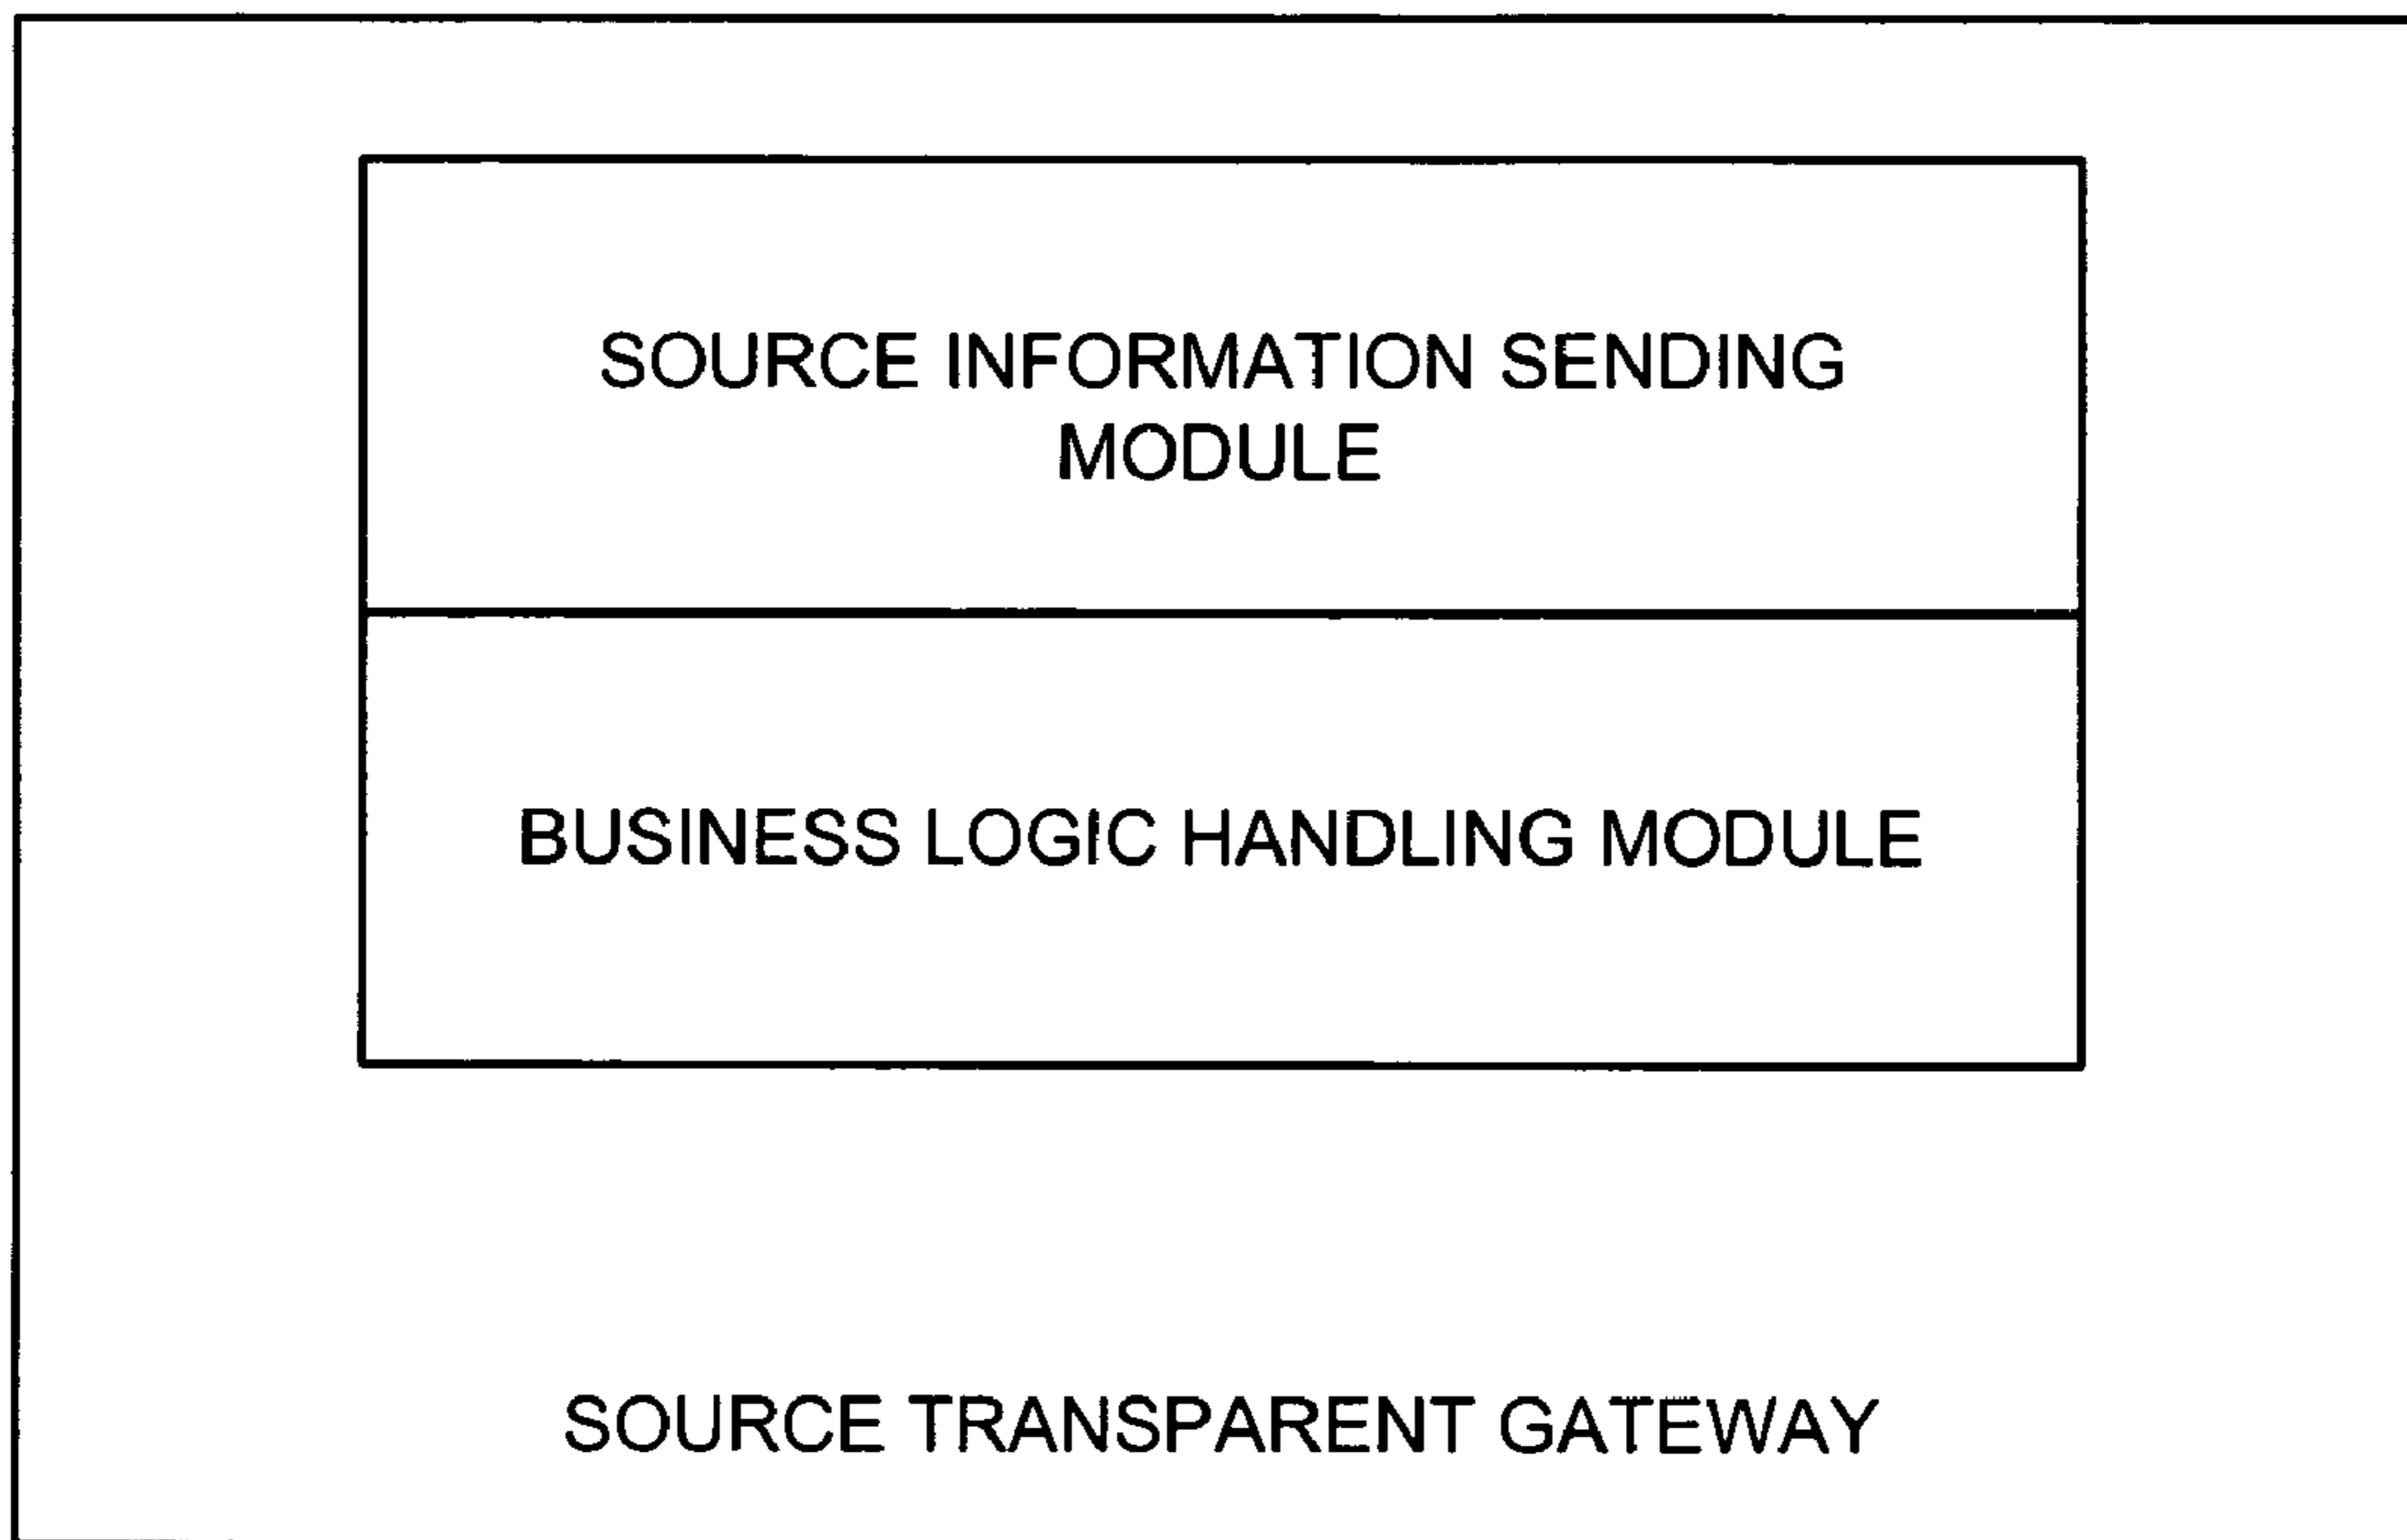 SOURCE INFORMATION SENDING
MODULE
BUSINESS LOGIC HANDLING MODULE
SOURCE TRANSPARENT GATEWAY